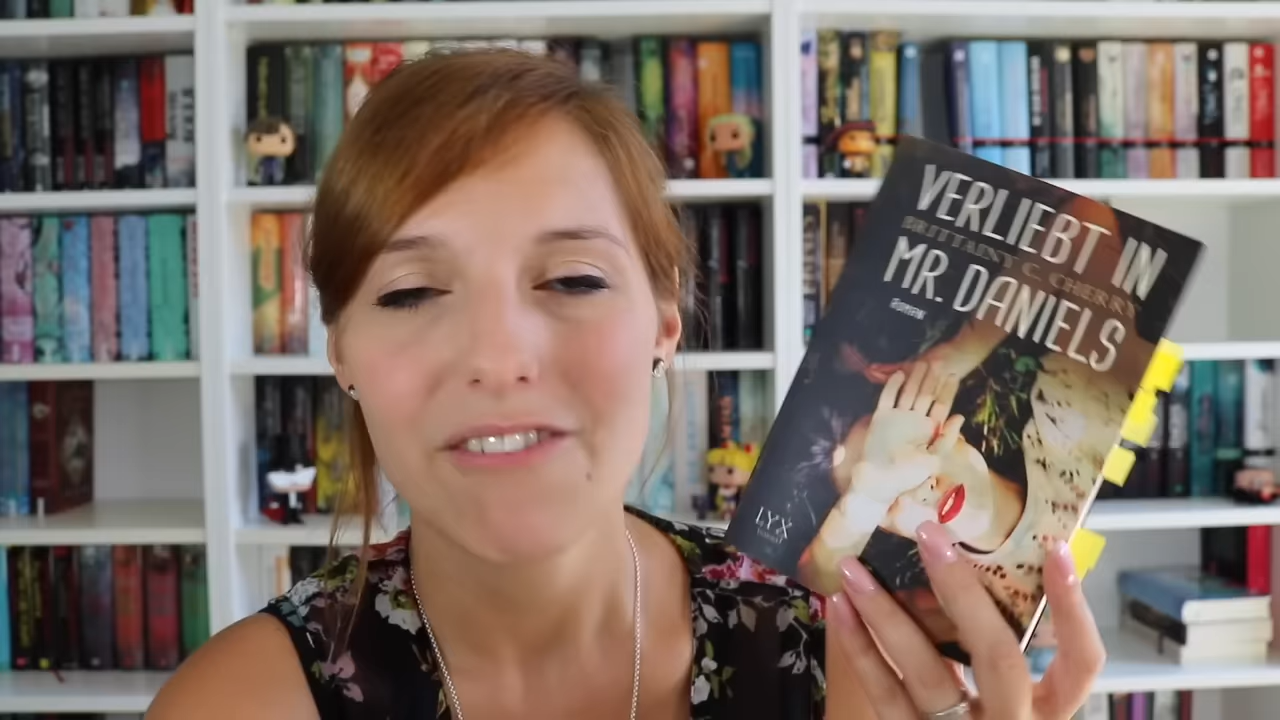 VERLIEBT IN
BRITTAINY C. CHERRY
MR. DANIELS
ROMAN
LYX